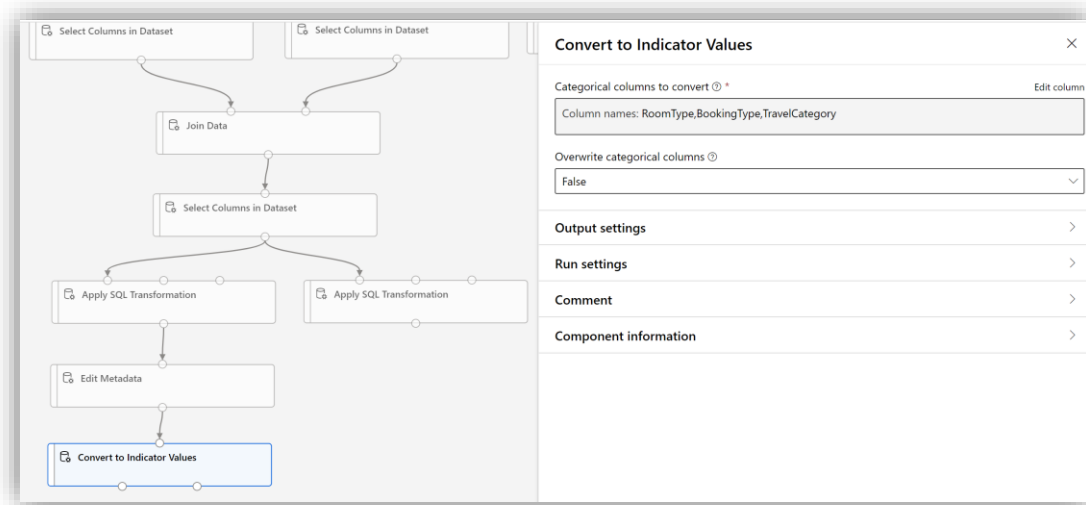 Select Columns in Dataset
Select Columns in Dataset
Join Data
Select Columns in Dataset
Apply SQL Transformation
Apply SQL Transformation
Edit Metadata
Convert to Indicator Values
Convert to Indicator Values
Categorical columns to convert * Edit column
Column names: RoomType,BookingType,TravelCategory
Overwrite categorical columns
False
Output settings
Run settings
Comment
Component information